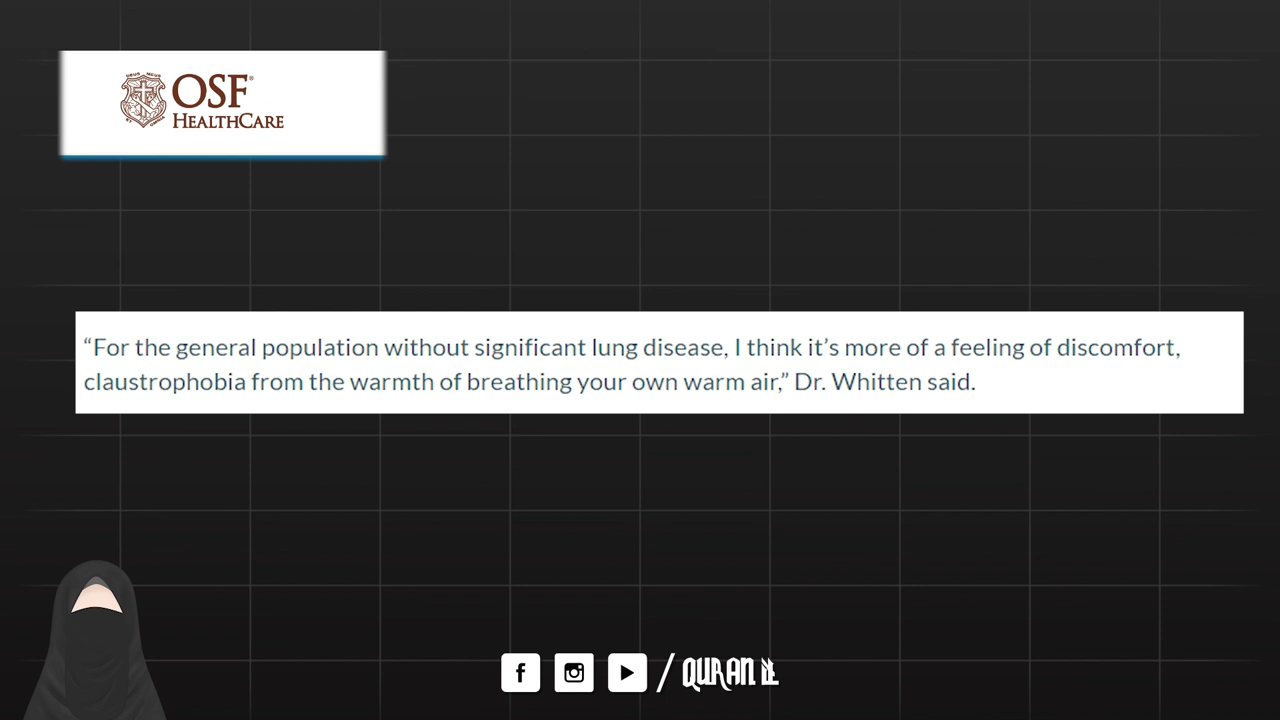 OSF
HEALTHCARE
“For the general population without significant lung disease, I think it’s more of a feeling of discomfort,
claustrophobia from the warmth of breathing your own warm air,” Dr. Whitten said.
/ QURAN